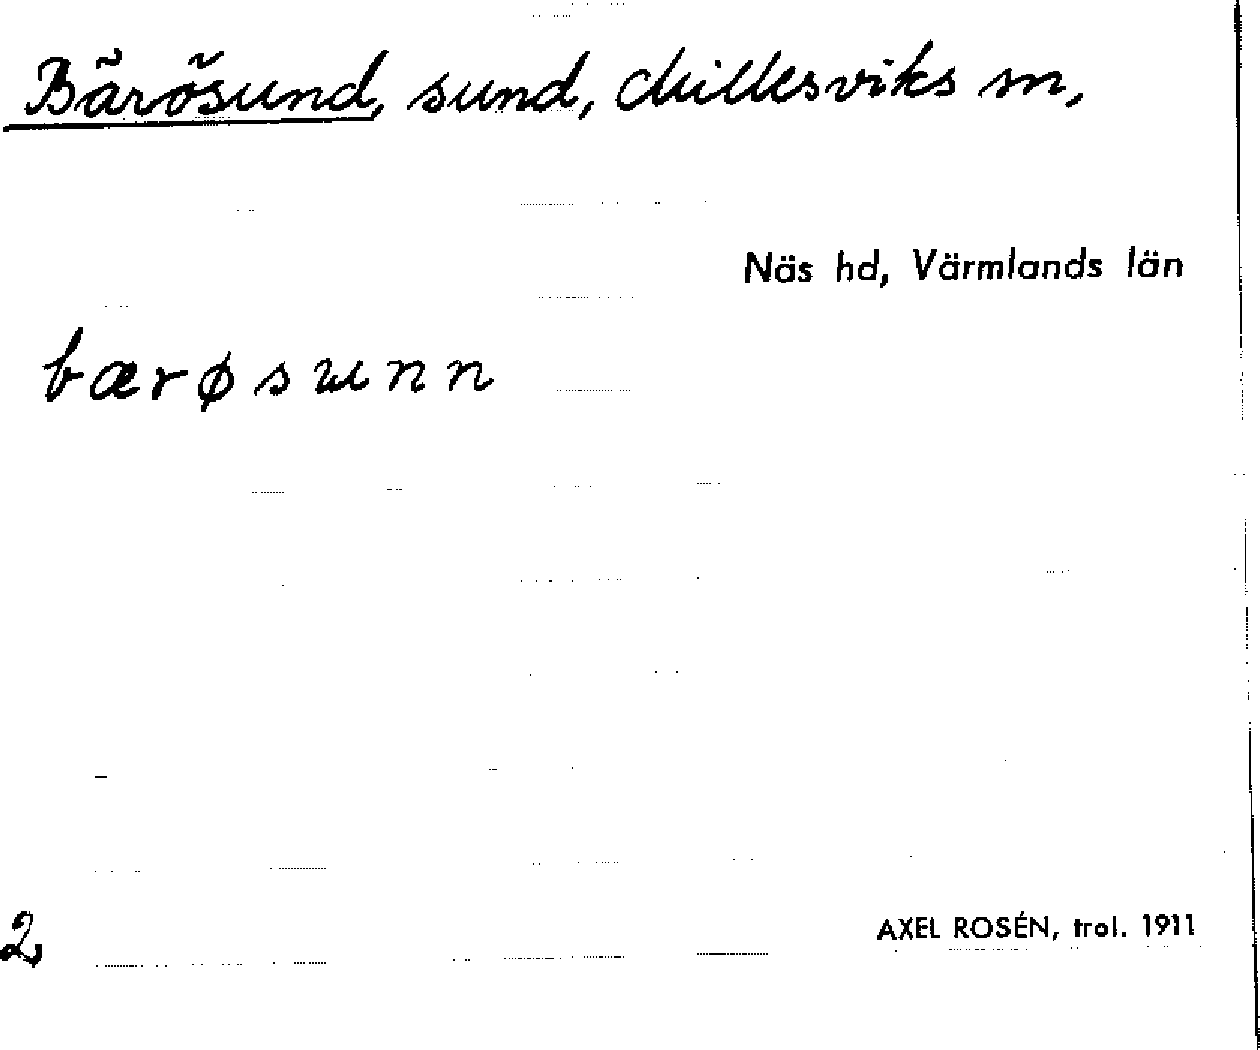 Bärösund, sund, Millesviks sn,
Näs hd, Värmlands län
bærøsunn
2
AXEL ROSÉN, trol. 1911